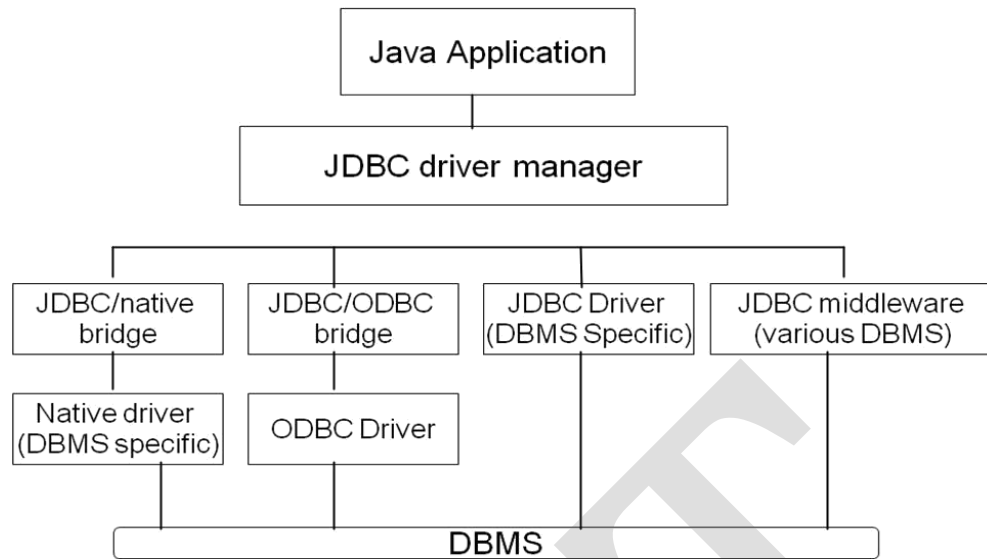 Java Application
JDBC driver manager
JDBC/native
bridge
JDBC/ODBC
bridge
JDBC Driver
(DBMS Specific)
JDBC middleware
(various DBMS)
Native driver
(DBMS specific)
ODBC Driver
DBMS